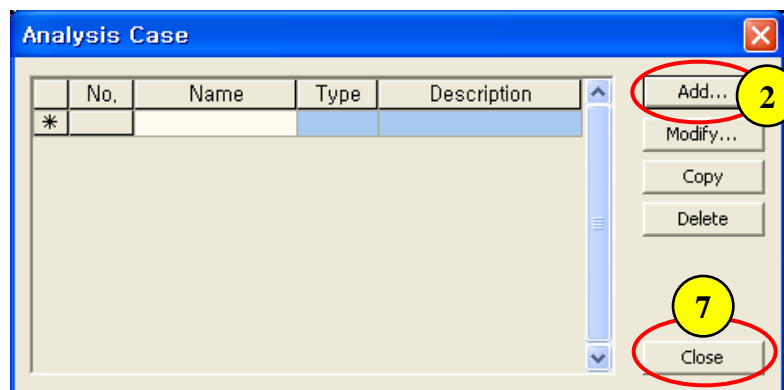 Analysis Case
No. Name Type Description
*
Add...
2
Modify...
Copy
Delete
7
Close